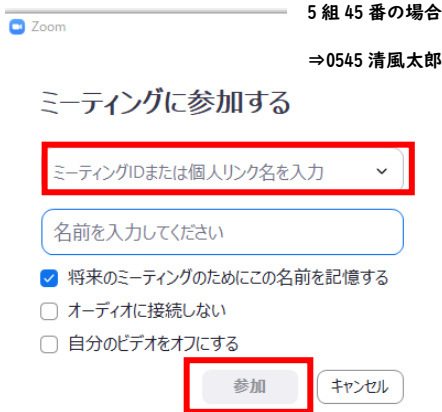 5組45番の場合
Zoom
⇒0545 清風太郎
ミーティングに参加する
ミーティングIDまたは個人リンク名を入力
名前を入力してください
将来のミーティングのためにこの名前を記憶する
オーディオに接続しない
自分のビデオをオフにする
参加 キャンセル